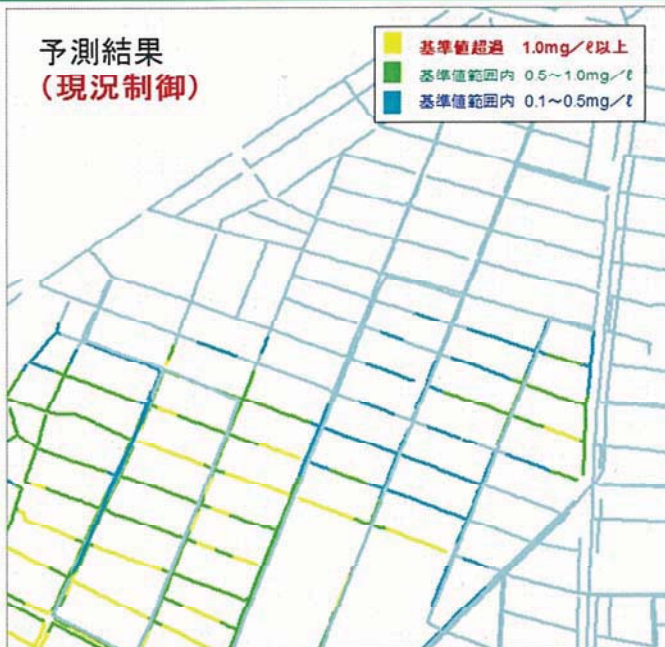 予測結果
(現況制御)
基準値超過 1.0mg/ℓ以上
基準値範囲内 0.5~1.0mg/ℓ
基準値範囲内 0.1~0.5mg/ℓ